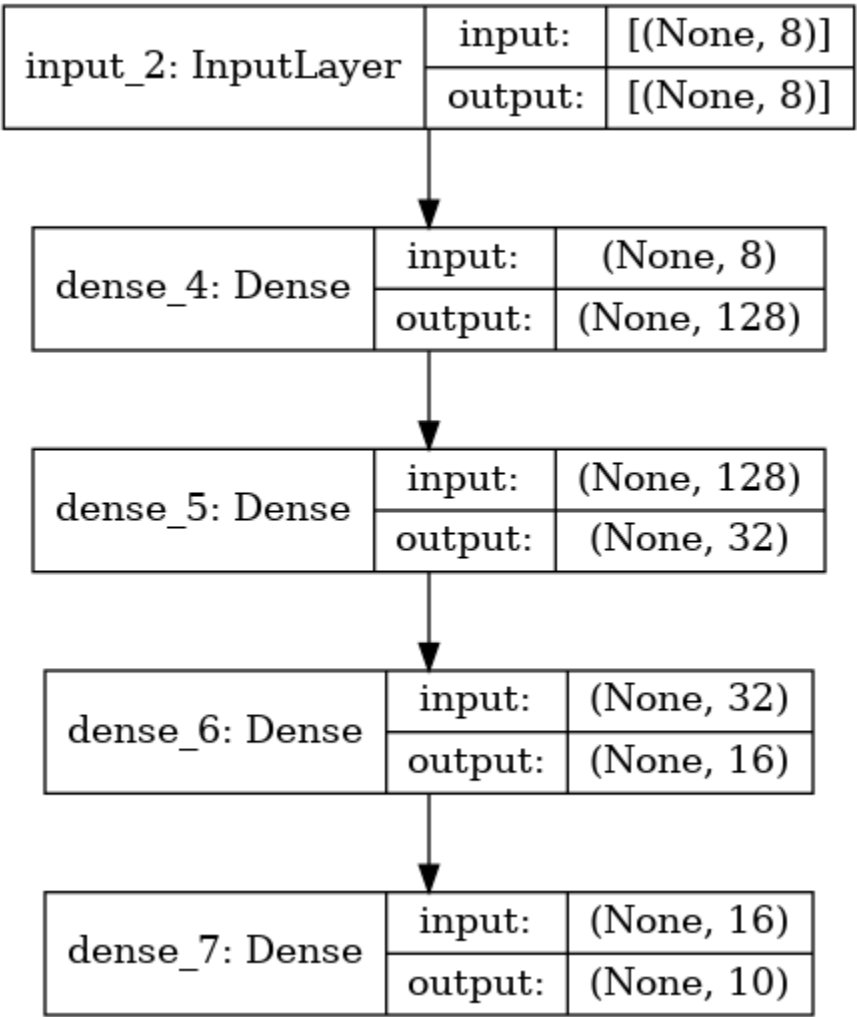 input_2: InputLayer
input: [(None, 8)]
output: [(None, 8)]
dense_4: Dense
input: (None, 8)
output: (None, 128)
dense_5: Dense
input: (None, 128)
output: (None, 32)
dense_6: Dense
input: (None, 32)
output: (None, 16)
dense_7: Dense
input: (None, 16)
output: (None, 10)